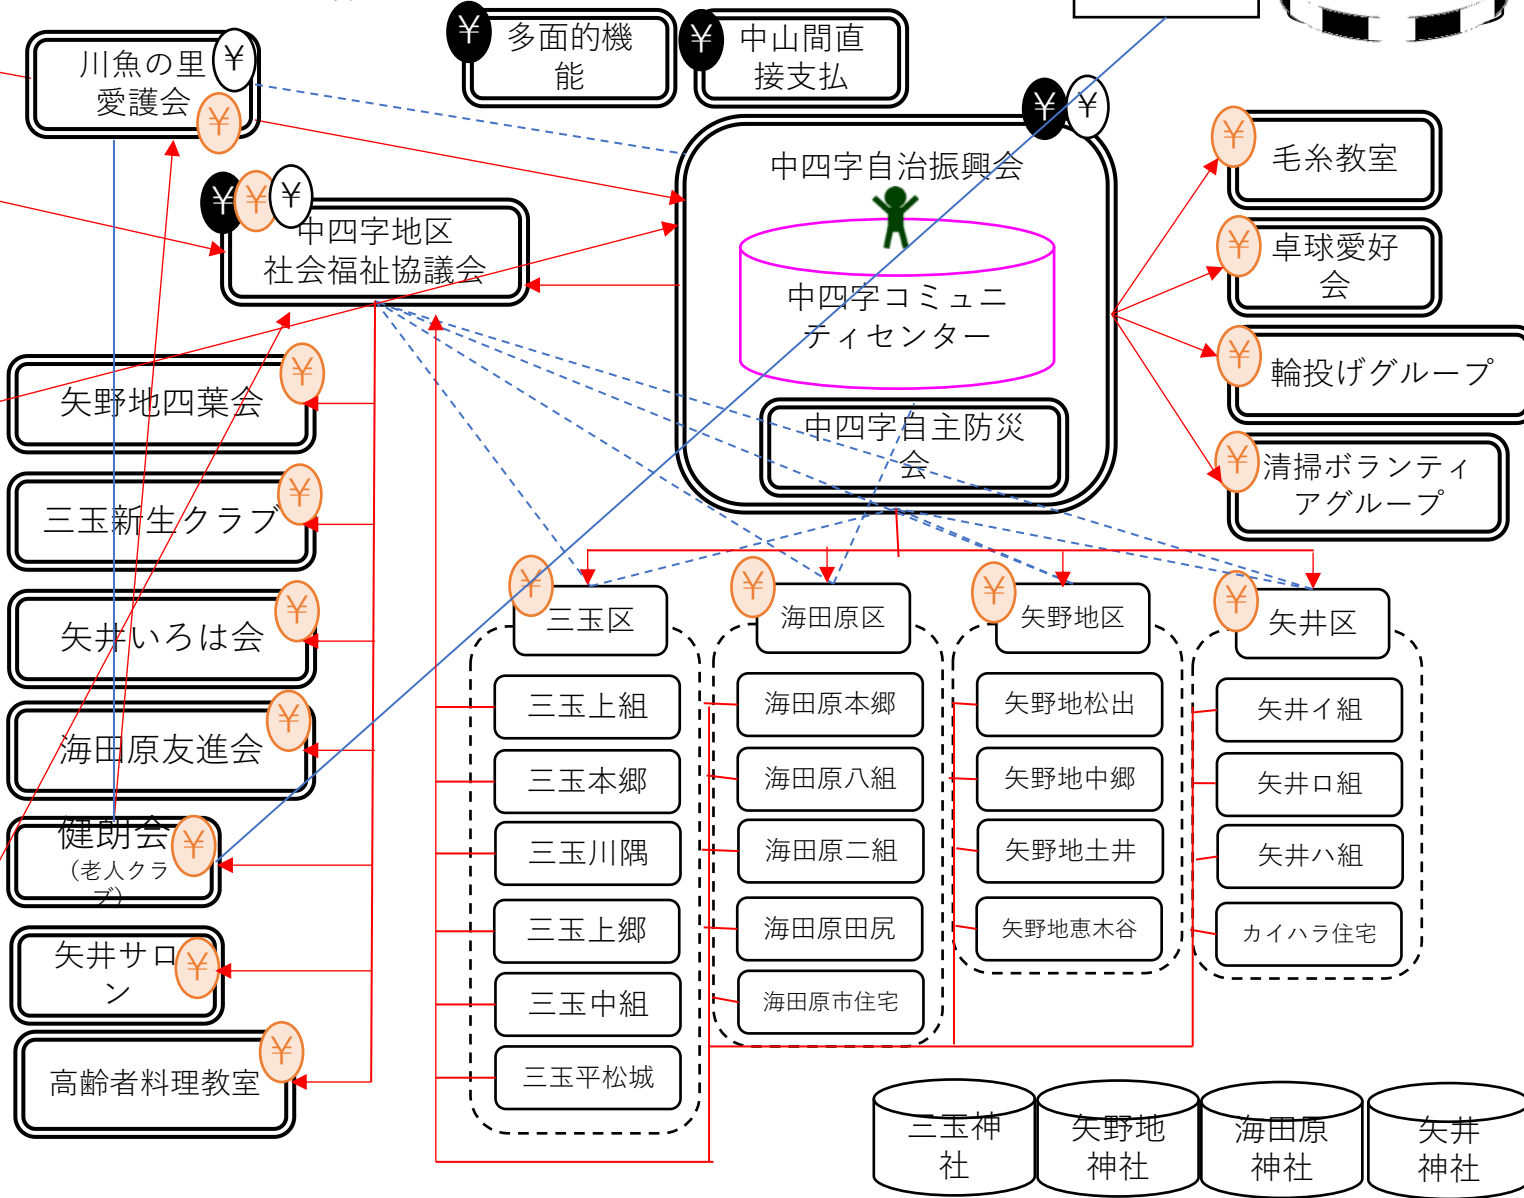 ¥
多面的機
能
¥
中山間直
接支払
川魚の里
愛護会
¥
¥
¥
¥
中四字自治振興会
中四字コミュニ
ティセンター
中四字自主防災
会
¥
¥
¥
中四字地区
社会福祉協議会
¥
毛糸教室
¥
卓球愛好
会
¥
輪投げグループ
¥
清掃ボランティ
アグループ
矢野地四葉会
¥
三玉新生クラブ
¥
矢井いろは会
¥
海田原友進会
¥
健朗会
(老人クラ
ブ)
¥
矢井サロ
ン
¥
高齢者料理教室
¥
¥
三玉区
三玉上組
三玉本郷
三玉川隅
三玉上郷
三玉中組
三玉平松城
¥
海田原区
海田原本郷
海田原八組
海田原二組
海田原田尻
海田原市住宅
¥
矢野地区
矢野地松出
矢野地中郷
矢野地土井
矢野地恵木谷
¥
矢井区
矢井イ組
矢井ロ組
矢井ハ組
カイハラ住宅
三玉神
社
矢野地
神社
海田原
神社
矢井
神社